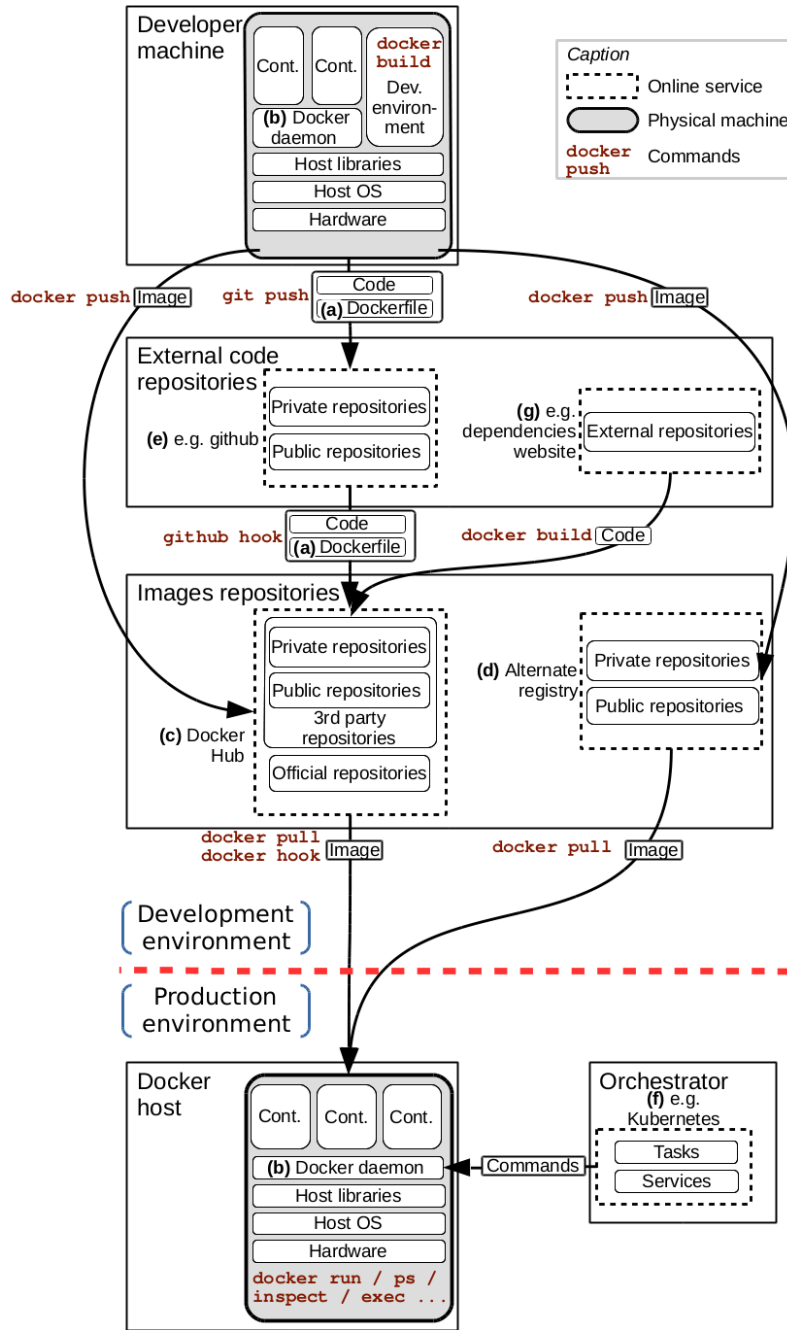 Developer
machine
Cont.
Cont.
docker
build
Dev.
environ-
ment
(b) Docker
daemon
Host libraries
Host OS
Hardware
Caption
Online service
Physical machine
docker
push
Commands
docker push
Image
git push
Code
(a) Dockerfile
docker push
Image
External code
repositories
Private repositories
(e) e.g. github
Public repositories
(g) e.g.
dependencies
website
External repositories
github hook
Code
(a) Dockerfile
docker build
Code
Images repositories
Private repositories
Public repositories
3rd party
repositories
(c) Docker
Hub
Official repositories
(d) Alternate
registry
Private repositories
Public repositories
docker pull
docker hook
Image
docker pull
Image
Development
environment
Production
environment
Docker
host
Cont.
Cont.
Cont.
(b) Docker daemon
Host libraries
Host OS
Hardware
docker run / ps /
inspect / exec ...
Commands
Orchestrator
(f) e.g.
Kubernetes
Tasks
Services